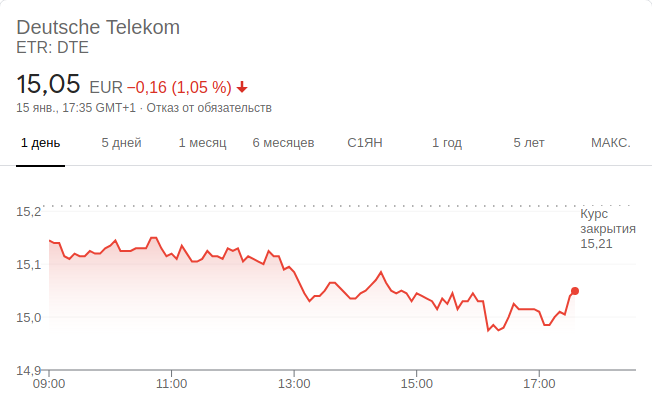 Deutsche Telekom
ETR: DTE
15,05 EUR −0,16 (1,05 %)
15 янв., 17:35 GMT+1 · Отказ от обязательств
1 день 5 дней 1 месяц 6 месяцев С1ЯН 1 год 5 лет МАКС.
15,2
Курс
закрытия
15,21
15,1
15,0
14,9
09:00 11:00 13:00 15:00 17:00